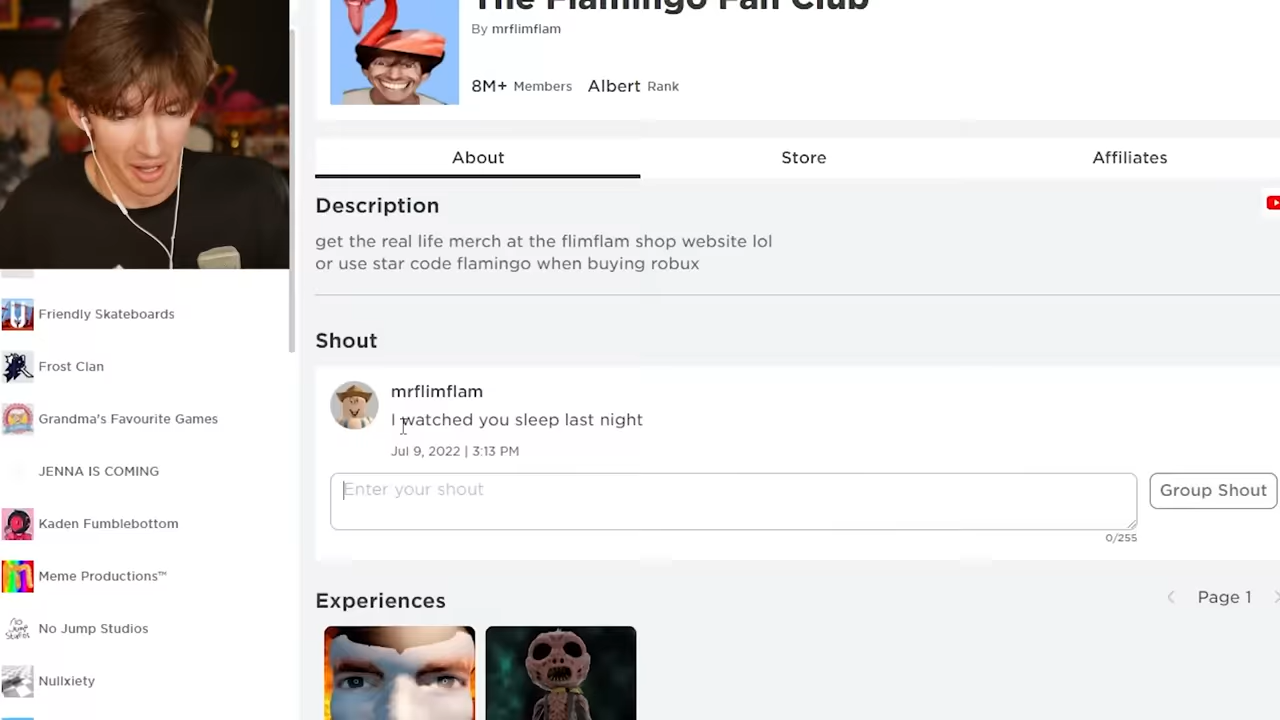 The Flamingo Fan Club
By mrflimflam
8M+ Members Albert Rank
About Store Affiliates
Description
get the real life merch at the flimflam shop website lol
or use star code flamingo when buying robux
Shout
mrflimflam
I watched you sleep last night
Jul 9, 2022 | 3:13 PM
Enter your shout
Group Shout
0/255
Experiences
Page 1
Friendly Skateboards
Frost Clan
Grandma's Favourite Games
JENNA IS COMING
Kaden Fumblebottom
Meme Productions™
No Jump Studios
Nullxiety